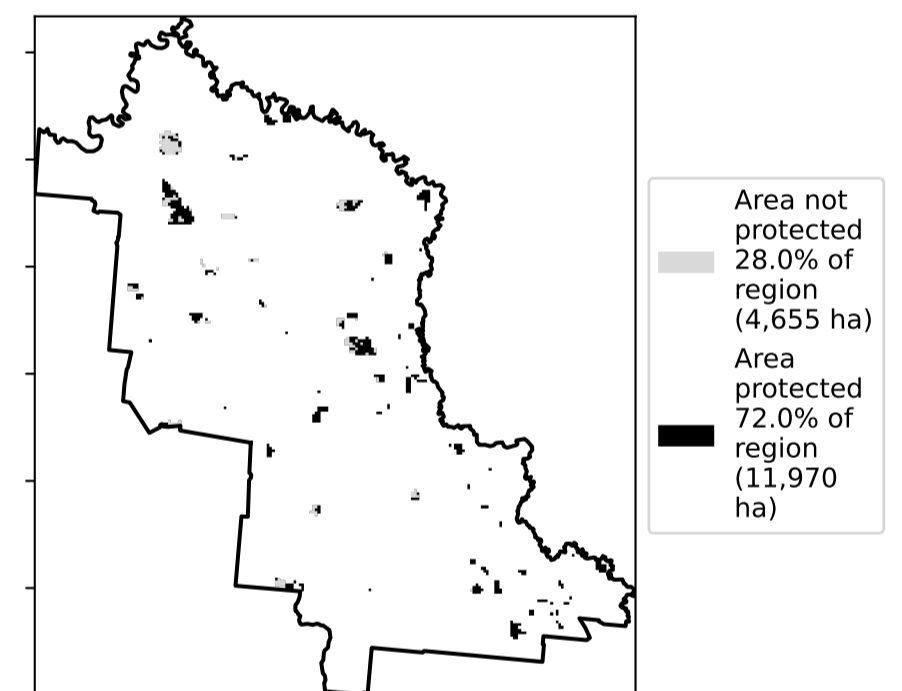 Area not
protected
28.0% of
region
(4,655 ha)
Area
protected
72.0% of
region
(11,970
ha)